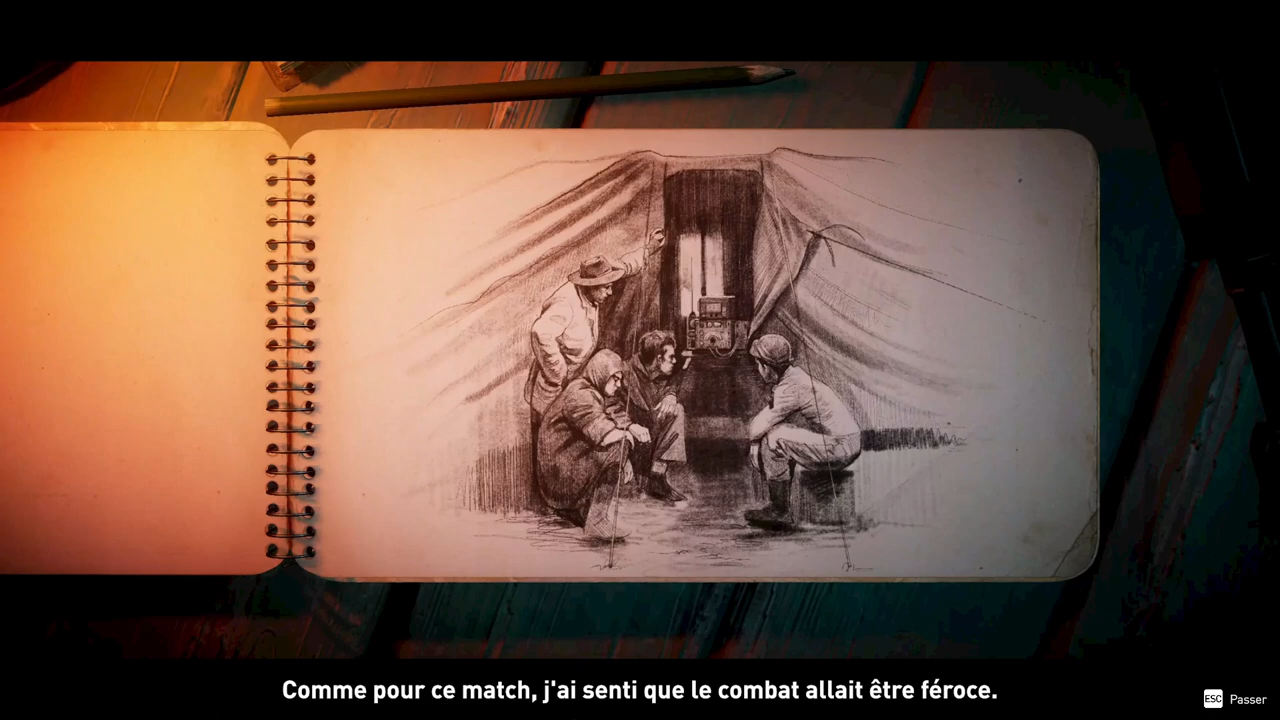 Comme pour ce match, j'ai senti que le combat allait être féroce.
ESC Passer